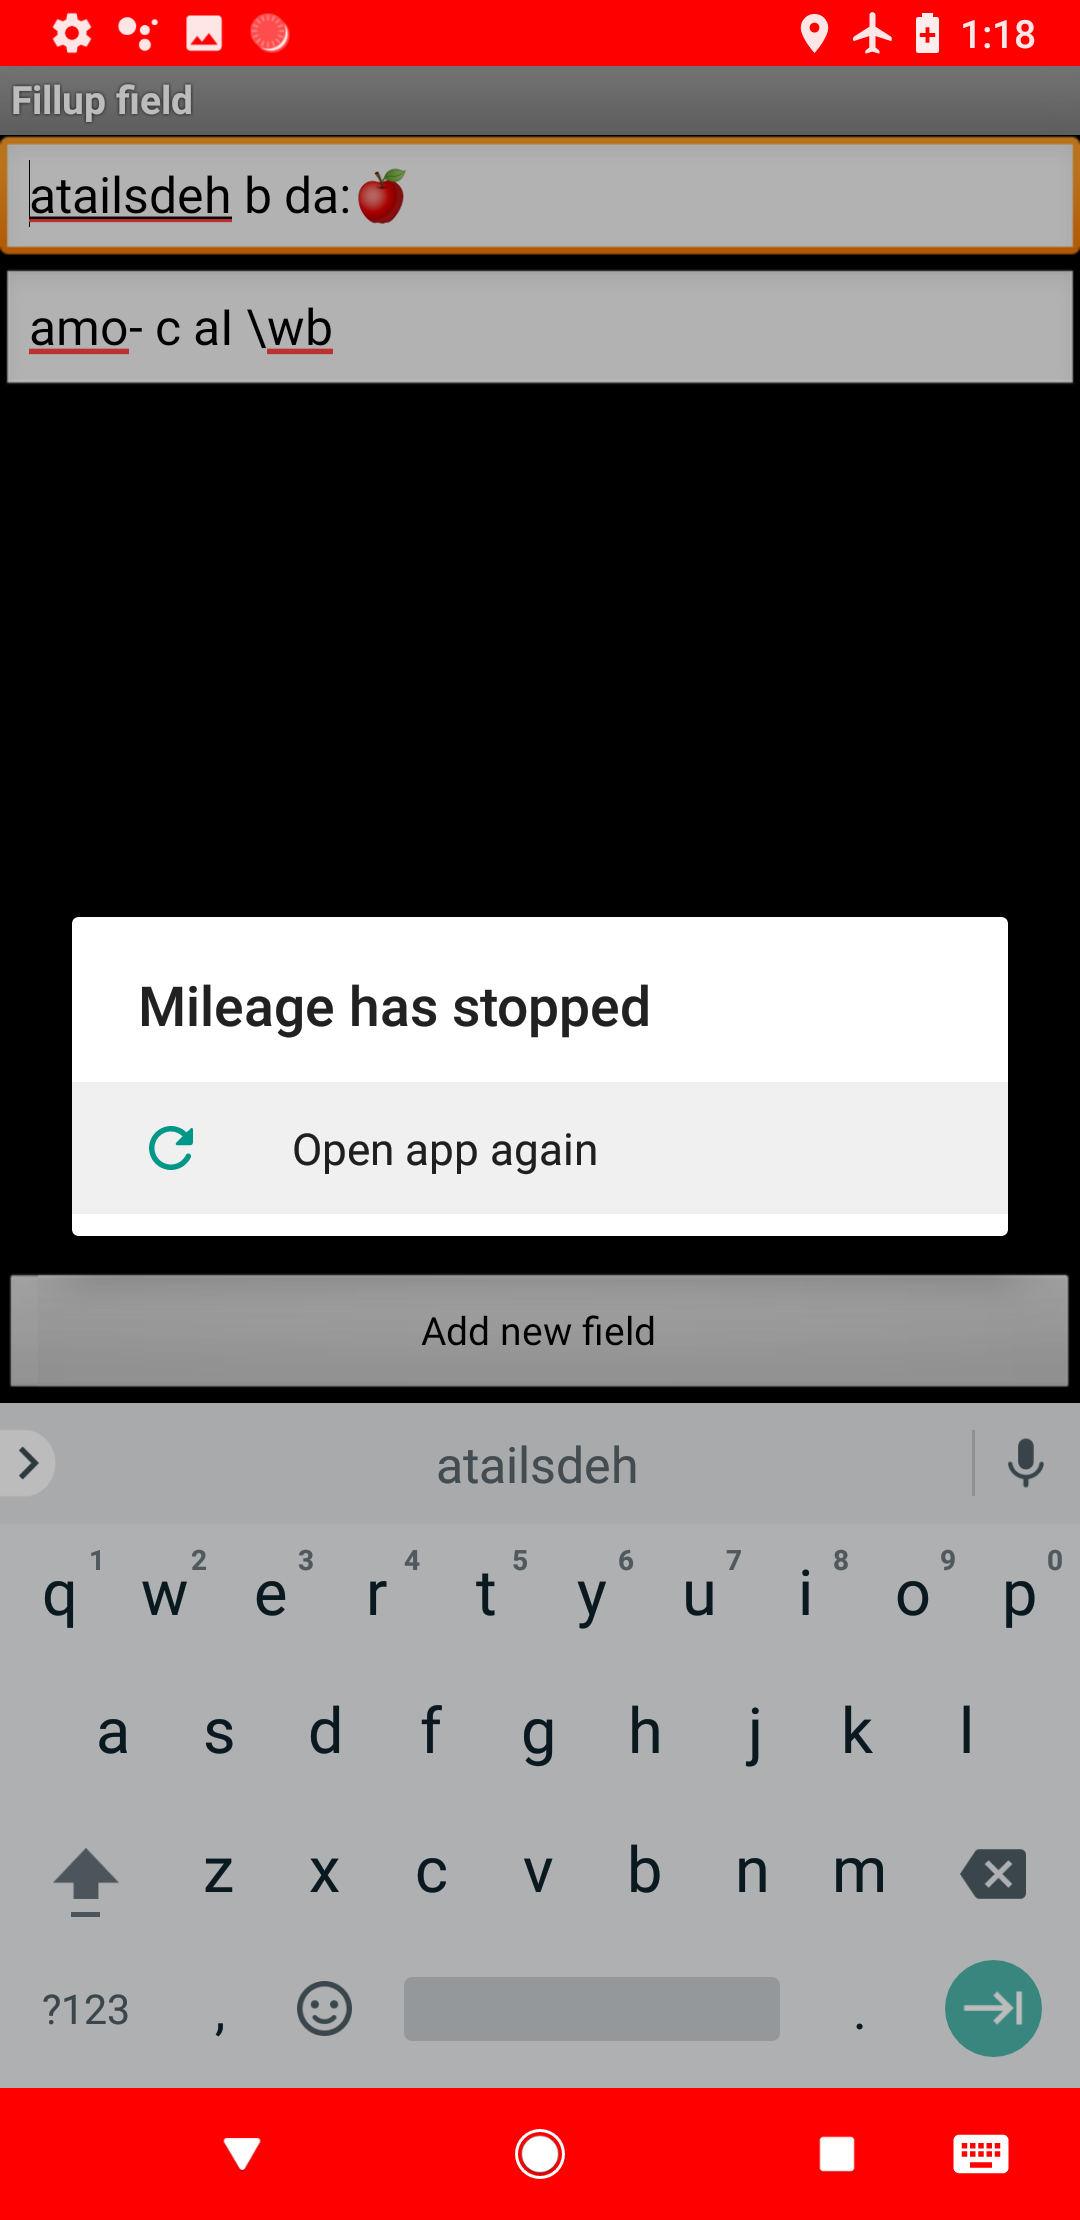 1:18
Fillup field
atailsdeh b da:🍎
amo- c al \wb
Mileage has stopped
Open app again
Add new field
atailsdeh
1 2 3 4 5 6 7 8 9 0
q w e r t y u i o p
a s d f g h j k l
z x c v b n m
?123 , .